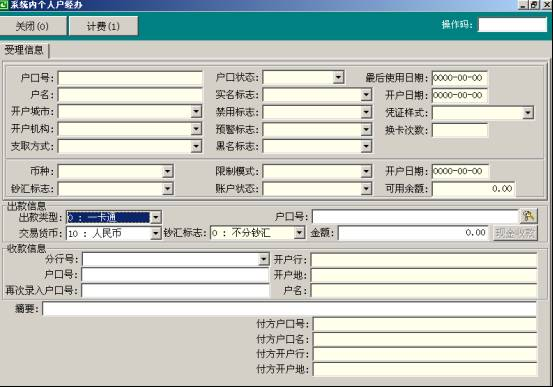 系统内个人户经办
关闭(0) 计费(1) 操作码:
受理信息
户口号: 户口状态: 最后使用日期: 0000-00-00
户名: 实名标志: 开户日期: 0000-00-00
开户城市: 禁用标志: 凭证样式:
开户机构: 预警标志: 换卡次数:
支取方式: 黑名标志:
币种: 限制模式: 开户日期: 0000-00-00
钞汇标志: 账户状态: 可用余额: 0.00
出款信息
出款类型: 0 : 一卡通 户口号:
交易货币: 10 : 人民币 钞汇标志: 0 : 不分钞汇 金额: 0.00 现金收款
收款信息
分行号: 开户行:
户口号: 开户地:
再次录入户口号: 户名:
摘要:
付方户口号:
付方户口名:
付方开户行:
付方开户地: